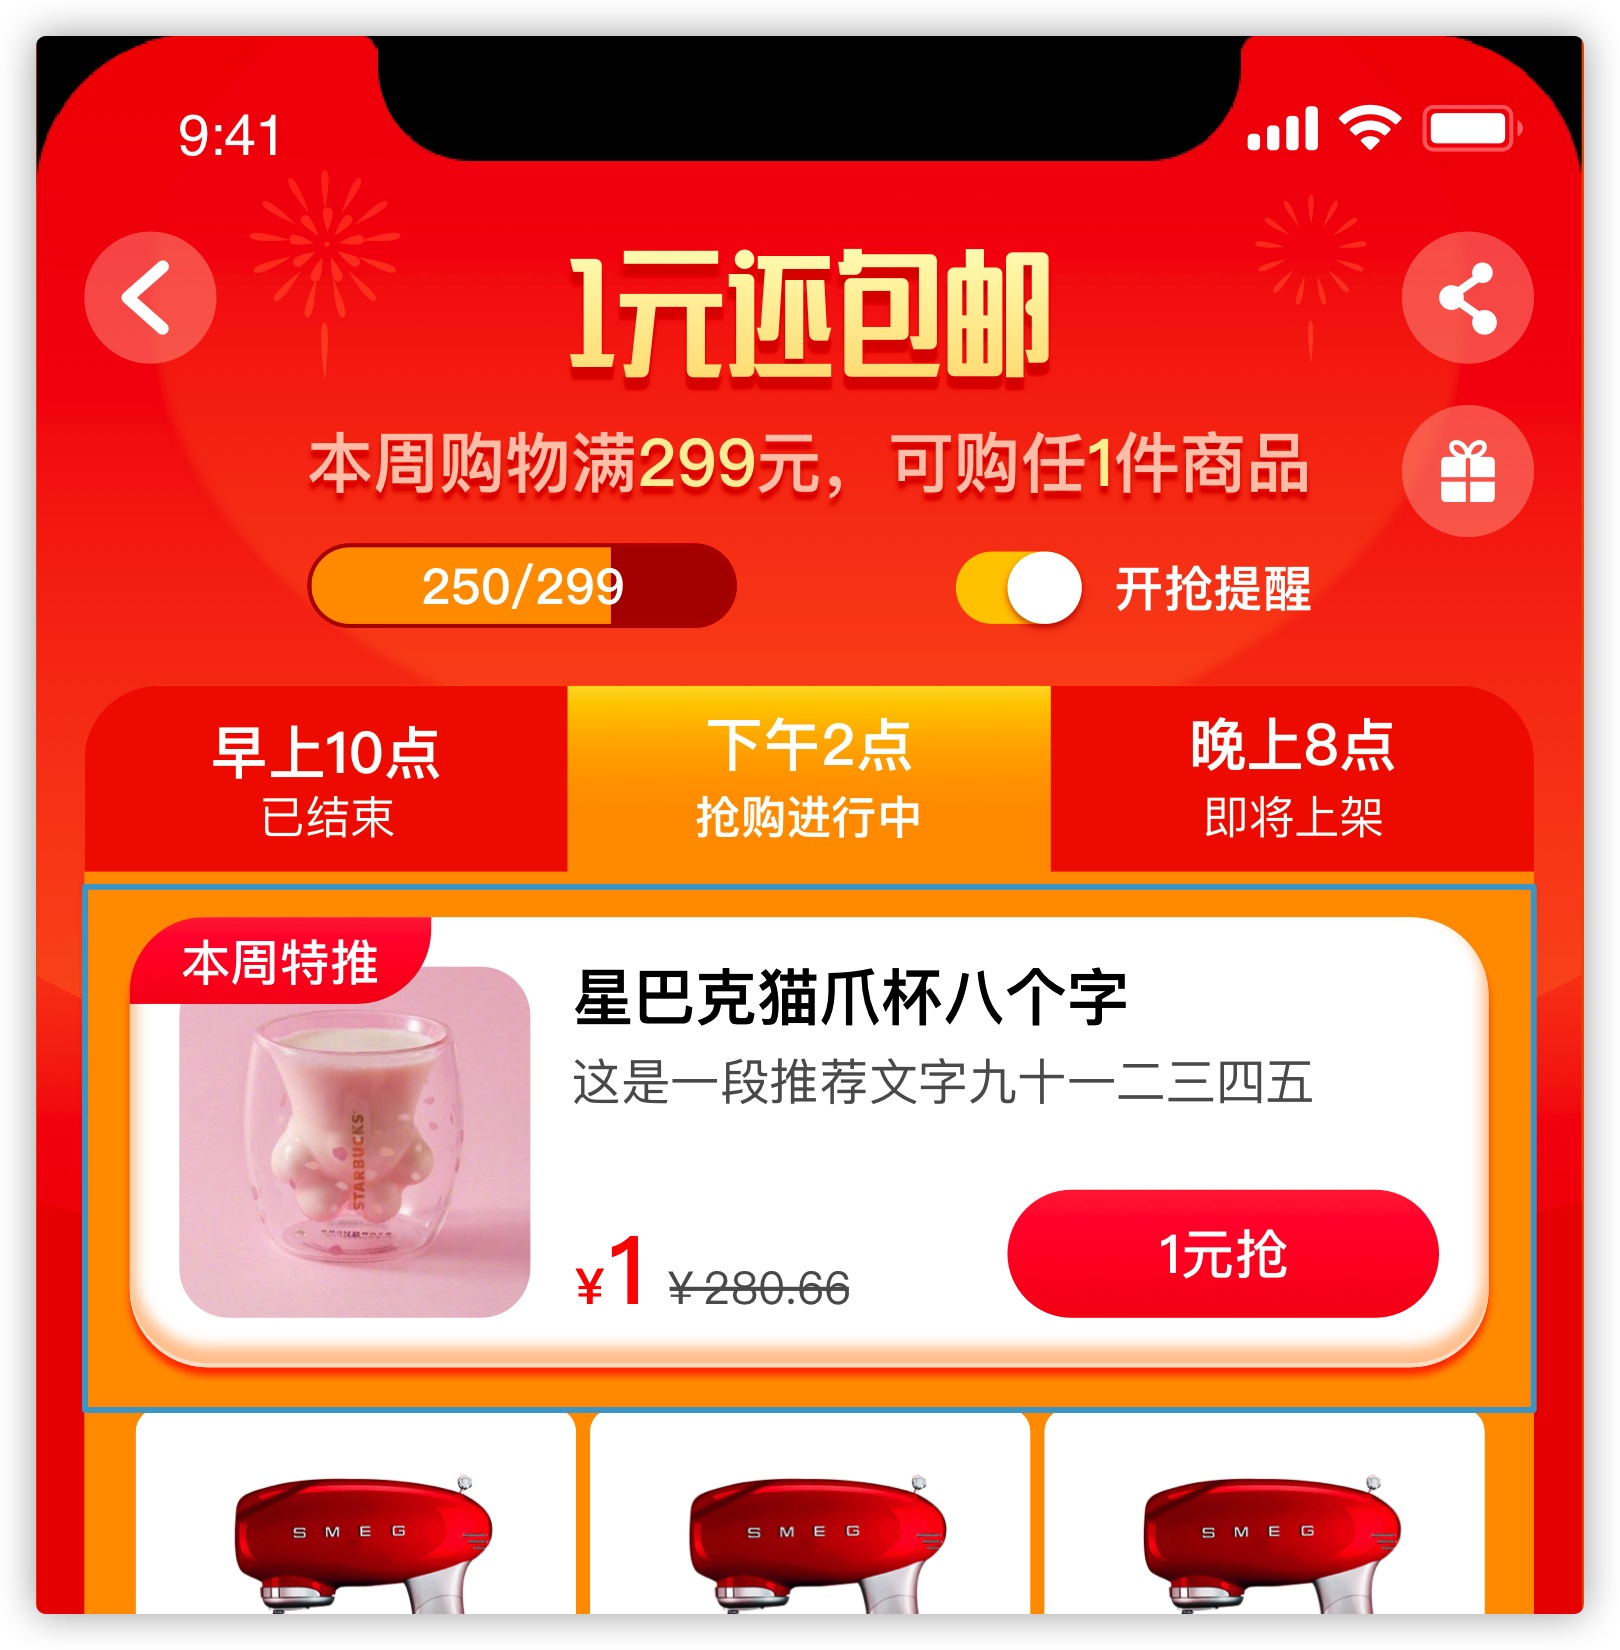 9:41
1元还包邮
本周购物满299元，可购任1件商品
250/299
开抢提醒
早上10点
已结束
下午2点
抢购进行中
晚上8点
即将上架
本周特推
STARBUCKS
星巴克猫爪杯八个字
这是一段推荐文字九十一二三四五
¥1 ¥280.66
1元抢
SMEG
SMEG
SMEG